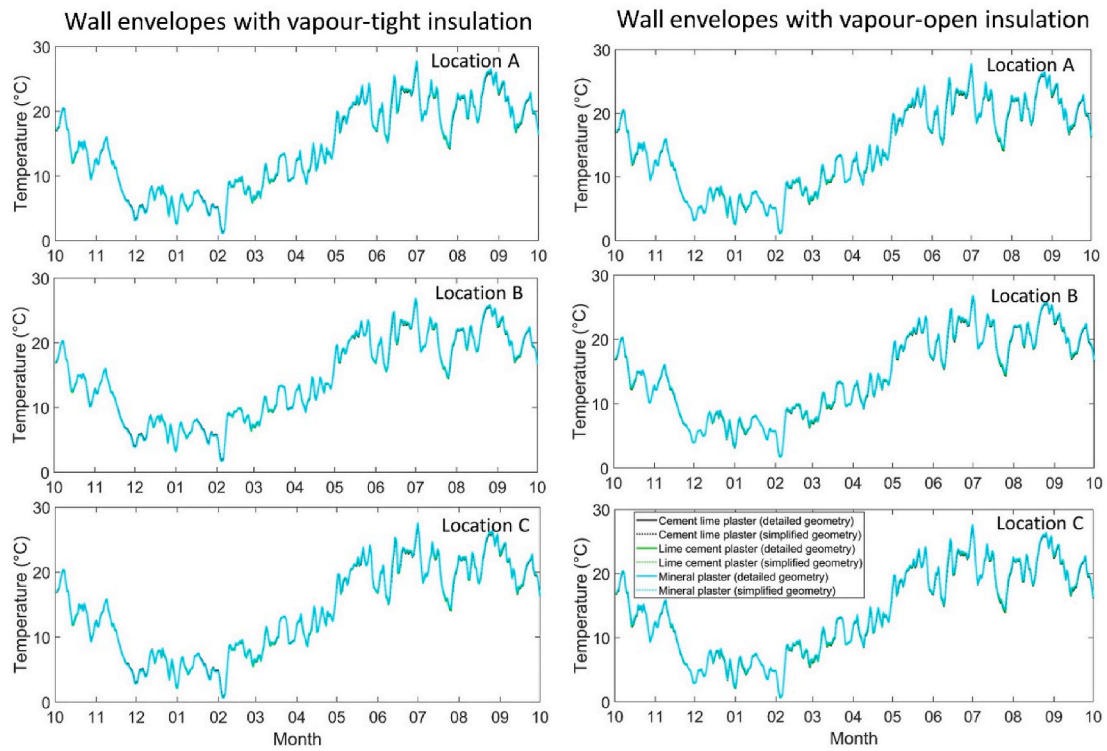 Wall envelopes with vapour-tight insulation
Wall envelopes with vapour-open insulation
30
20
10
0
Temperature (°C)
Location A
10 11 12 01 02 03 04 05 06 07 08 09 10
30
20
10
0
Temperature (°C)
Location A
10 11 12 01 02 03 04 05 06 07 08 09 10
30
20
10
0
Temperature (°C)
Location B
10 11 12 01 02 03 04 05 06 07 08 09 10
30
20
10
0
Temperature (°C)
Location B
10 11 12 01 02 03 04 05 06 07 08 09 10
30
20
10
0
Temperature (°C)
Location C
10 11 12 01 02 03 04 05 06 07 08 09 10
Month
30
20
10
0
Temperature (°C)
Location C
Cement lime plaster (detailed geometry)
Cement lime plaster (simplified geometry)
Lime cement plaster (detailed geometry)
Lime cement plaster (simplified geometry)
Mineral plaster (detailed geometry)
Mineral plaster (simplified geometry)
10 11 12 01 02 03 04 05 06 07 08 09 10
Month